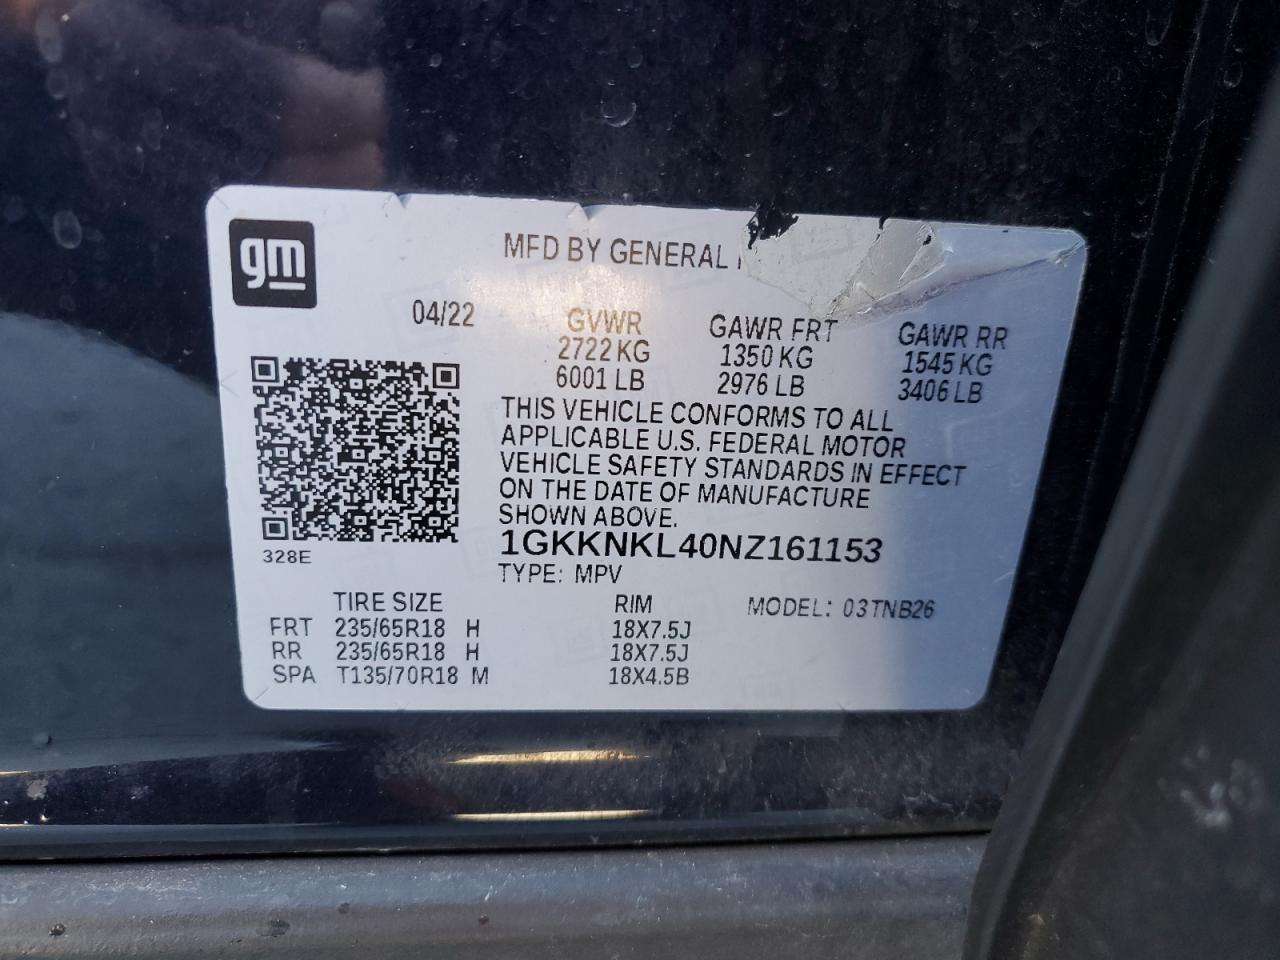 gm
MFD BY GENERAL
04/22
GVWR GAWR FRT GAWR RR
2722 KG 1350 KG 1545 KG
6001 LB 2976 LB 3406 LB
THIS VEHICLE CONFORMS TO ALL
APPLICABLE U.S. FEDERAL MOTOR
VEHICLE SAFETY STANDARDS IN EFFECT
ON THE DATE OF MANUFACTURE
SHOWN ABOVE.
1GKKNKL40NZ161153
328E
TYPE: MPV
TIRE SIZE RIM MODEL: 03TNB26
FRT 235/65R18 H 18X7.5J
RR 235/65R18 H 18X7.5J
SPA T135/70R18 M 18X4.5B